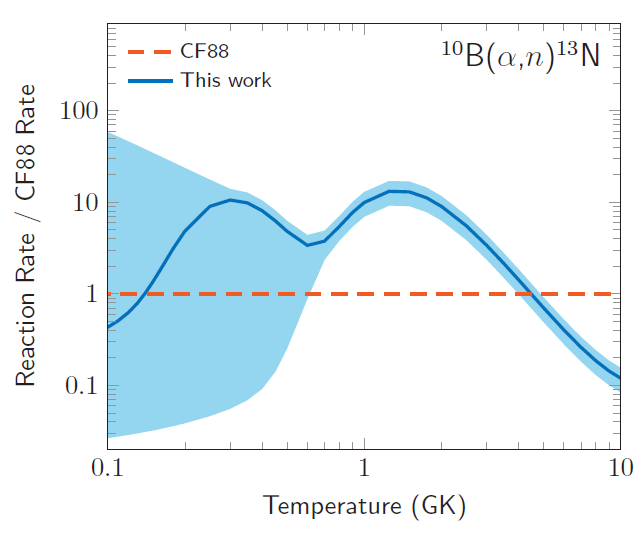 ¹⁰B(α,n)¹³N
CF88
This work
Reaction Rate / CF88 Rate
100
10
1
0.1
0.1
1
10
Temperature (GK)